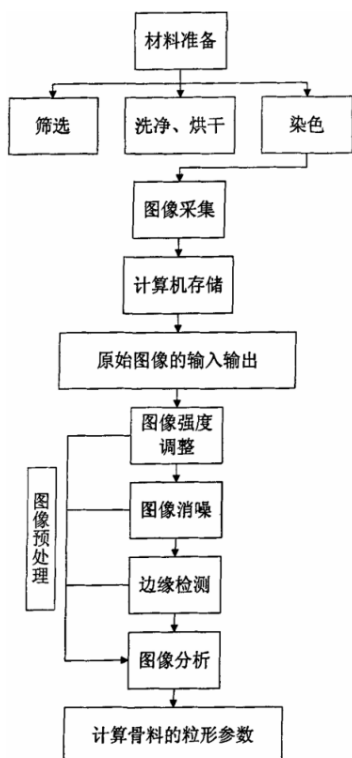 材料准备
筛选
洗净、烘干
染色
图像采集
计算机存储
原始图像的输入输出
图像强度
调整
图像消噪
图像预处理
边缘检测
图像分析
计算骨料的粒形参数